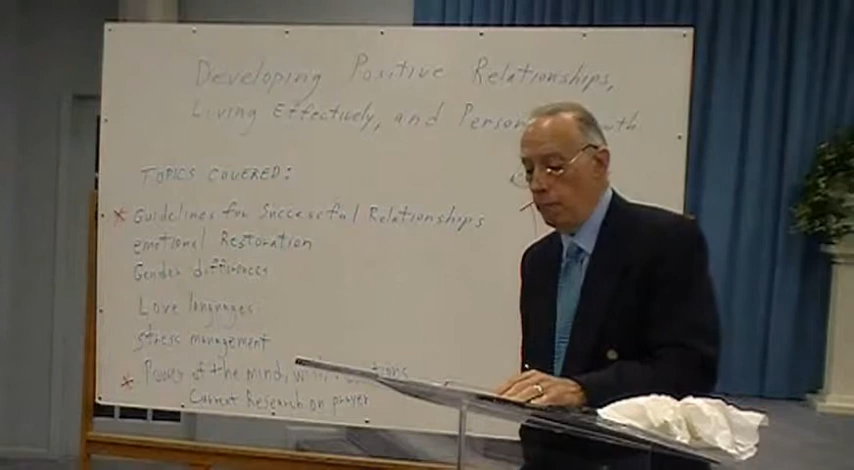 Developing Positive Relationships,
Living Effectively, and Person wth
TOPICS COVERED:
* Guidelines for Successful Relationships
emotional Restoration
Gender differences
Love languages
stress management
* Power of the mind, w
Current Research on prayer